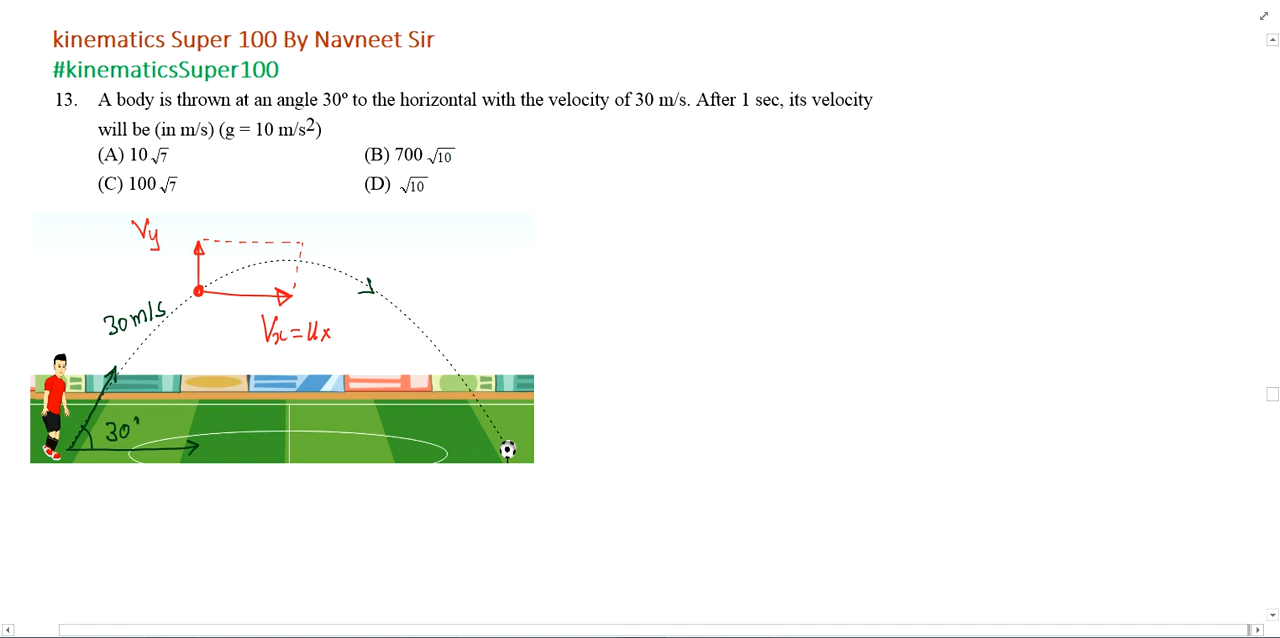 kinematics Super 100 By Navneet Sir
#kinematicsSuper100
13. A body is thrown at an angle 30º to the horizontal with the velocity of 30 m/s. After 1 sec, its velocity
will be (in m/s) (g = 10 m/s²)
(A) 10√7 (B) 700√10
(C) 100√7 (D) √10
Vy
30m/s
Vx = Ux
30°